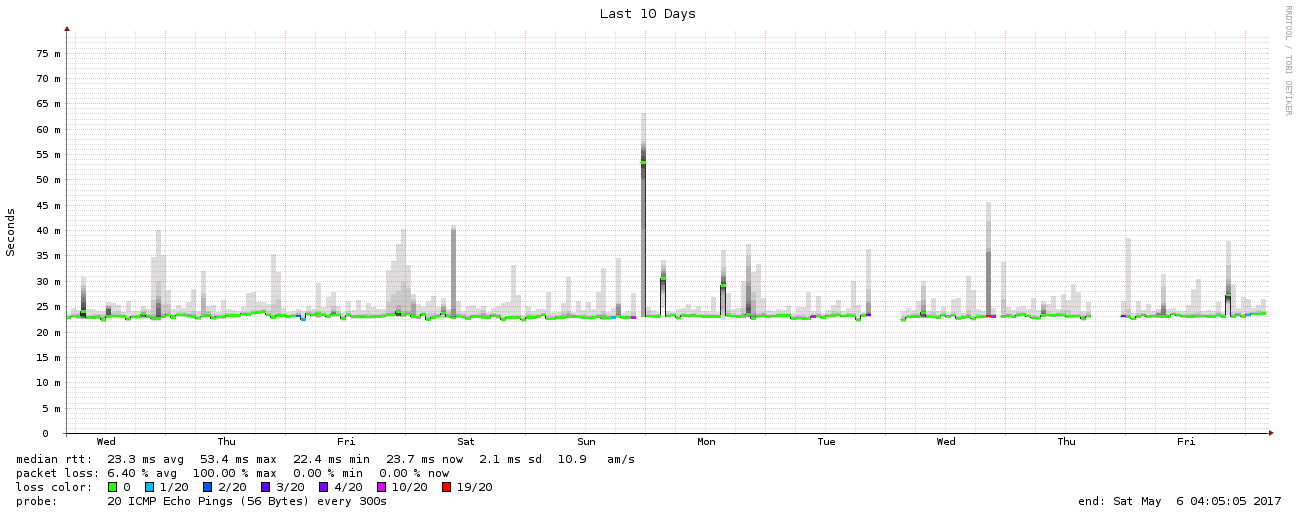 Last 10 Days
RRDTOOL / TOBI OETIKER
Seconds
75 m
70 m
65 m
60 m
55 m
50 m
45 m
40 m
35 m
30 m
25 m
20 m
15 m
10 m
5 m
0
Wed Thu Fri Sat Sun Mon Tue Wed Thu Fri
median rtt: 23.3 ms avg 53.4 ms max 22.4 ms min 23.7 ms now 2.1 ms sd 10.9 am/s
packet loss: 6.40 % avg 100.00 % max 0.00 % min 0.00 % now
loss color: 0 1/20 2/20 3/20 4/20 10/20 19/20
probe: 20 ICMP Echo Pings (56 Bytes) every 300s end: Sat May 6 04:05:05 2017